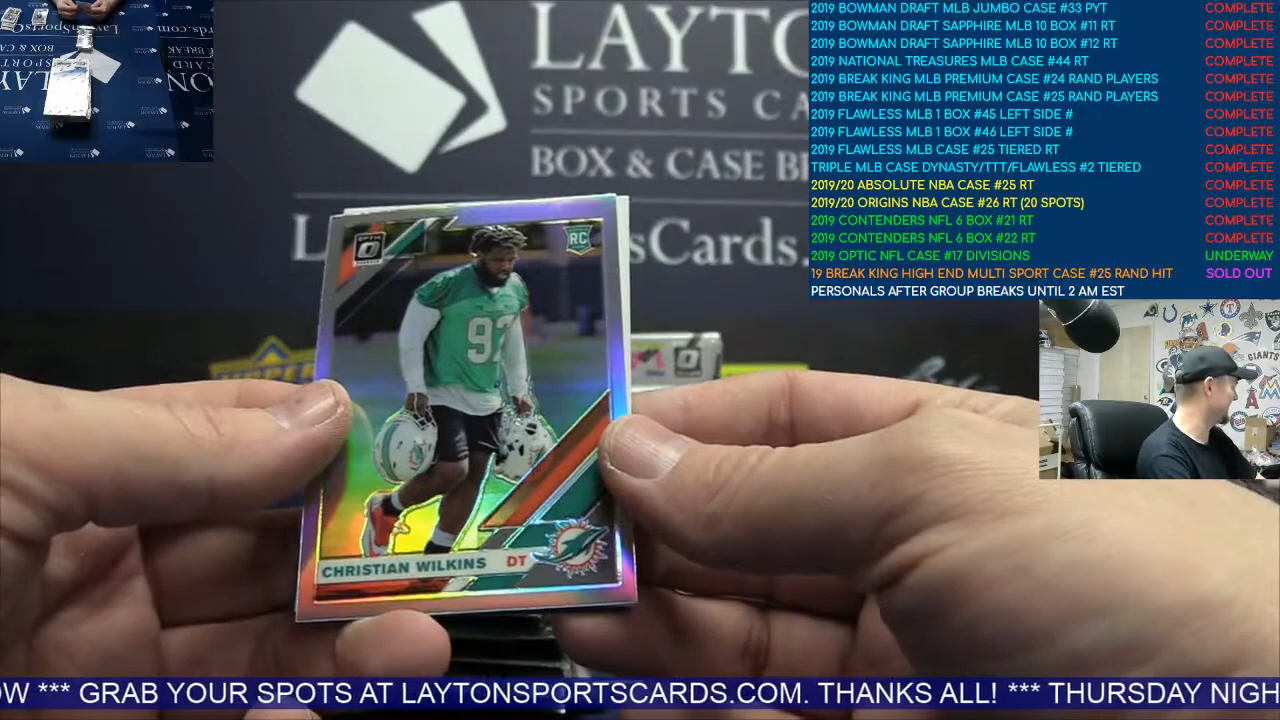 LAYTO
SPORTS CA
BOX & CASE BR
L
sCards.
2019 BOWMAN DRAFT MLB JUMBO CASE #33 PYT COMPLETE
2019 BOWMAN DRAFT SAPPHIRE MLB 10 BOX #11 RT COMPLETE
2019 BOWMAN DRAFT SAPPHIRE MLB 10 BOX #12 RT COMPLETE
2019 NATIONAL TREASURES MLB CASE #44 RT COMPLETE
2019 BREAK KING MLB PREMIUM CASE #24 RAND PLAYERS COMPLETE
2019 BREAK KING MLB PREMIUM CASE #25 RAND PLAYERS COMPLETE
2019 FLAWLESS MLB 1 BOX #45 LEFT SIDE # COMPLETE
2019 FLAWLESS MLB 1 BOX #46 LEFT SIDE # COMPLETE
2019 FLAWLESS MLB CASE #25 TIERED RT COMPLETE
TRIPLE MLB CASE DYNASTY/TTT/FLAWLESS #2 TIERED COMPLETE
2019/20 ABSOLUTE NBA CASE #25 RT COMPLETE
2019/20 ORIGINS NBA CASE #26 RT (20 SPOTS) COMPLETE
2019 CONTENDERS NFL 6 BOX #21 RT COMPLETE
2019 CONTENDERS NFL 6 BOX #22 RT COMPLETE
2019 OPTIC NFL CASE #17 DIVISIONS UNDERWAY
19 BREAK KING HIGH END MULTI SPORT CASE #25 RAND HIT SOLD OUT
PERSONALS AFTER GROUP BREAKS UNTIL 2 AM EST
OPTIC
RC
92
CHRISTIAN WILKINS DT
UPPER
GIANTS
OW *** GRAB YOUR SPOTS AT LAYTONSPORTSCARDS.COM. THANKS ALL! *** THURSDAY NIGH